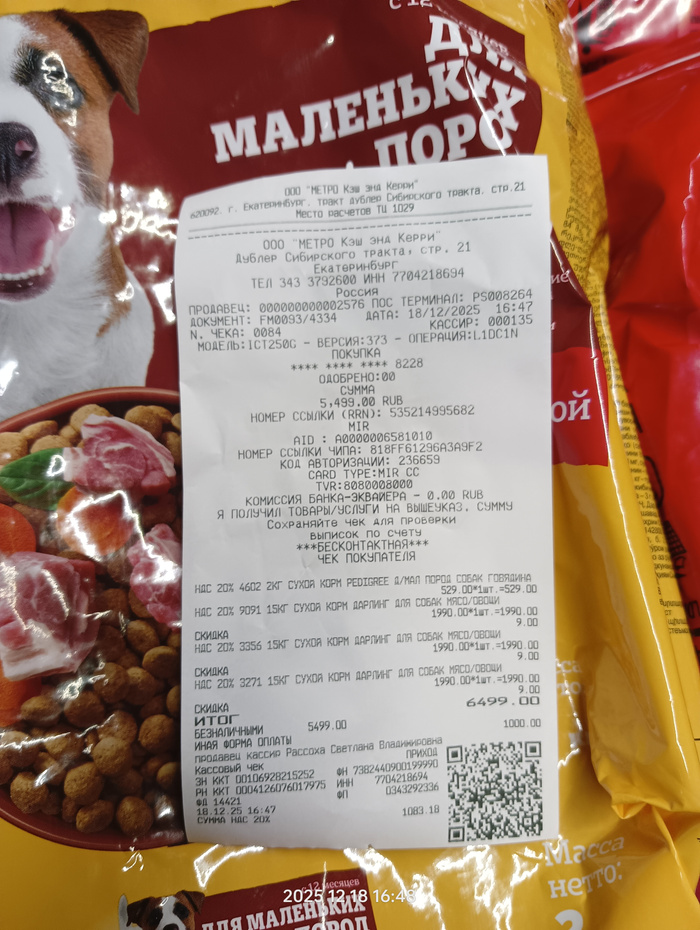 с 12 месяцев
ДЛЯ
МАЛЕНЬКИХ
ПОРОД
ООО "МЕТРО Кэш энд Керри"
620092. г. Екатеринбург. тракт дублер Сибирского тракта. стр.21
Место расчетов ТЦ 1029
ООО "МЕТРО Кэш энд Керри"
Дублер Сибирского тракта, стр. 21
Екатеринбург
ТЕЛ 343 3792600 ИНН 7704218694
Россия
ПРОДАВЕЦ: 000000000002576 ПОС ТЕРМИНАЛ: PS008264
ДОКУМЕНТ: FM0093/4334 ДАТА: 18/12/2025 16:47
N. ЧЕКА: 0084 КАССИР: 000135
МОДЕЛЬ:ICT250G - ВЕРСИЯ:373 - ОПЕРАЦИЯ:L1DC1N
ПОКУПКА
**** **** **** 8228
ОДОБРЕНО:00
СУММА
5,499.00 RUB
НОМЕР ССЫЛКИ (RRN): 535214995682
MIR
AID : A0000006581010
НОМЕР ССЫЛКИ ЧИПА: 818FF61296A3A9F2
КОД АВТОРИЗАЦИИ: 236659
CARD TYPE:MIR CC
TVR:8080008000
КОМИССИЯ БАНКА-ЭКВАЙЕРА - 0.00 RUB
Я ПОЛУЧИЛ ТОВАРЫ/УСЛУГИ НА ВЫШЕУКАЗ. СУММУ
Сохраняйте чек для проверки
выписок по счету
***БЕСКОНТАКТНАЯ***
ЧЕК ПОКУПАТЕЛЯ
НДС 20% 4602 2КГ СУХОЙ КОРМ PEDIGREE Д/МАЛ ПОРОД СОБАК ГОВЯДИНА
529.00*1шт.=529.00
НДС 20% 9091 15КГ СУХОЙ КОРМ ДАРЛИНГ ДЛЯ СОБАК МЯСО/ОВОЩИ
1990.00*1шт.=1990.00
СКИДКА 9.00
НДС 20% 3356 15КГ СУХОЙ КОРМ ДАРЛИНГ ДЛЯ СОБАК МЯСО/ОВОЩИ
1990.00*1шт.=1990.00
СКИДКА 9.00
НДС 20% 3271 15КГ СУХОЙ КОРМ ДАРЛИНГ ДЛЯ СОБАК МЯСО/ОВОЩИ
1990.00*1шт.=1990.00
СКИДКА 9.00
ИТОГ 6499.00
БЕЗНАЛИЧНЫМИ 5499.00
ИНАЯ ФОРМА ОПЛАТЫ 1000.00
продавец кассир Рассоха Светлана Владимировна
Кассовый чек ПРИХОД
ЗН ККТ 00106928215252 ФН 7382440900199990
РН ККТ 0004126076017975 ИНН 7704218694
ФД 14421 ФП 0343292336
18.12.25 16:47
СУММА НДС 20% 1083.18
ой
Масса
нетто:
2025 12 18 16:48
с 12 месяцев
ДЛЯ МАЛЕНЬКИХ
ПОРОД